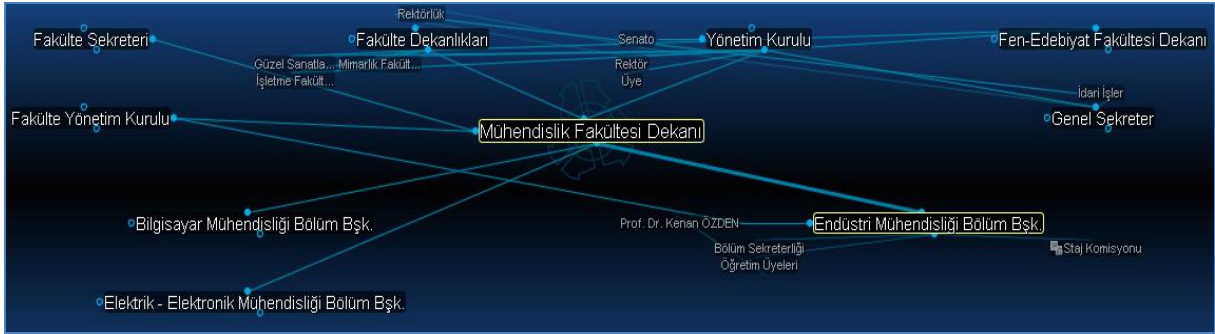 Rektörlük
Fakülte Sekreteri
Fakülte Dekanlıkları
Senato
Yönetim Kurulu
Fen-Edebiyat Fakültesi Dekanı
Güzel Sanatla... Mimarlik Fakült...
Rektör
İşletme Fakült...
Üye
İdari İşler
Fakülte Yönetim Kurulu
Mühendislik Fakültesi Dekanı
Genel Sekreter
Bilgisayar Mühendisliği Bölüm Bşk.
Prof. Dr. Kenan ÖZDEN
Endüstri Mühendisliği Bölüm Bşk.
Bölüm Sekreterliği
Staj Komisyonu
Öğretim Üyeleri
Elektrik - Elektronik Mühendisliği Bölüm Bşk.